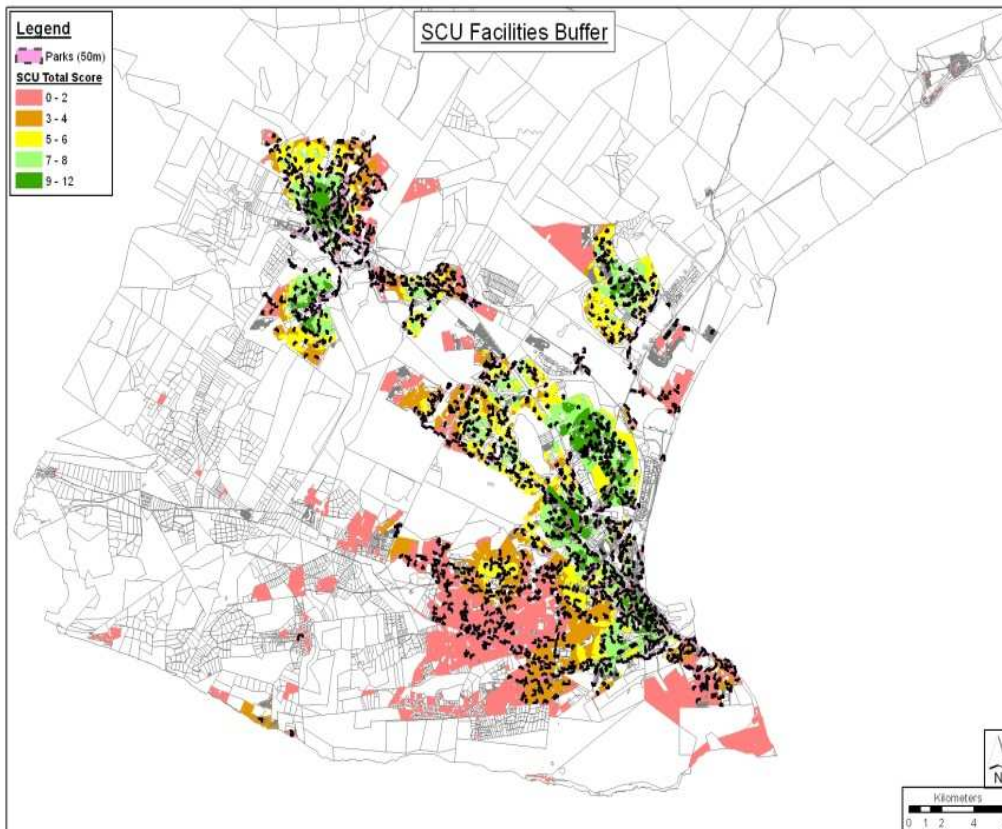 SCU Facilities Buffer
Legend
Parks (50m)
SCU Total Score
0 - 2
3 - 4
5 - 6
7 - 8
9 - 12
N
Kilometers
0 1 2 4